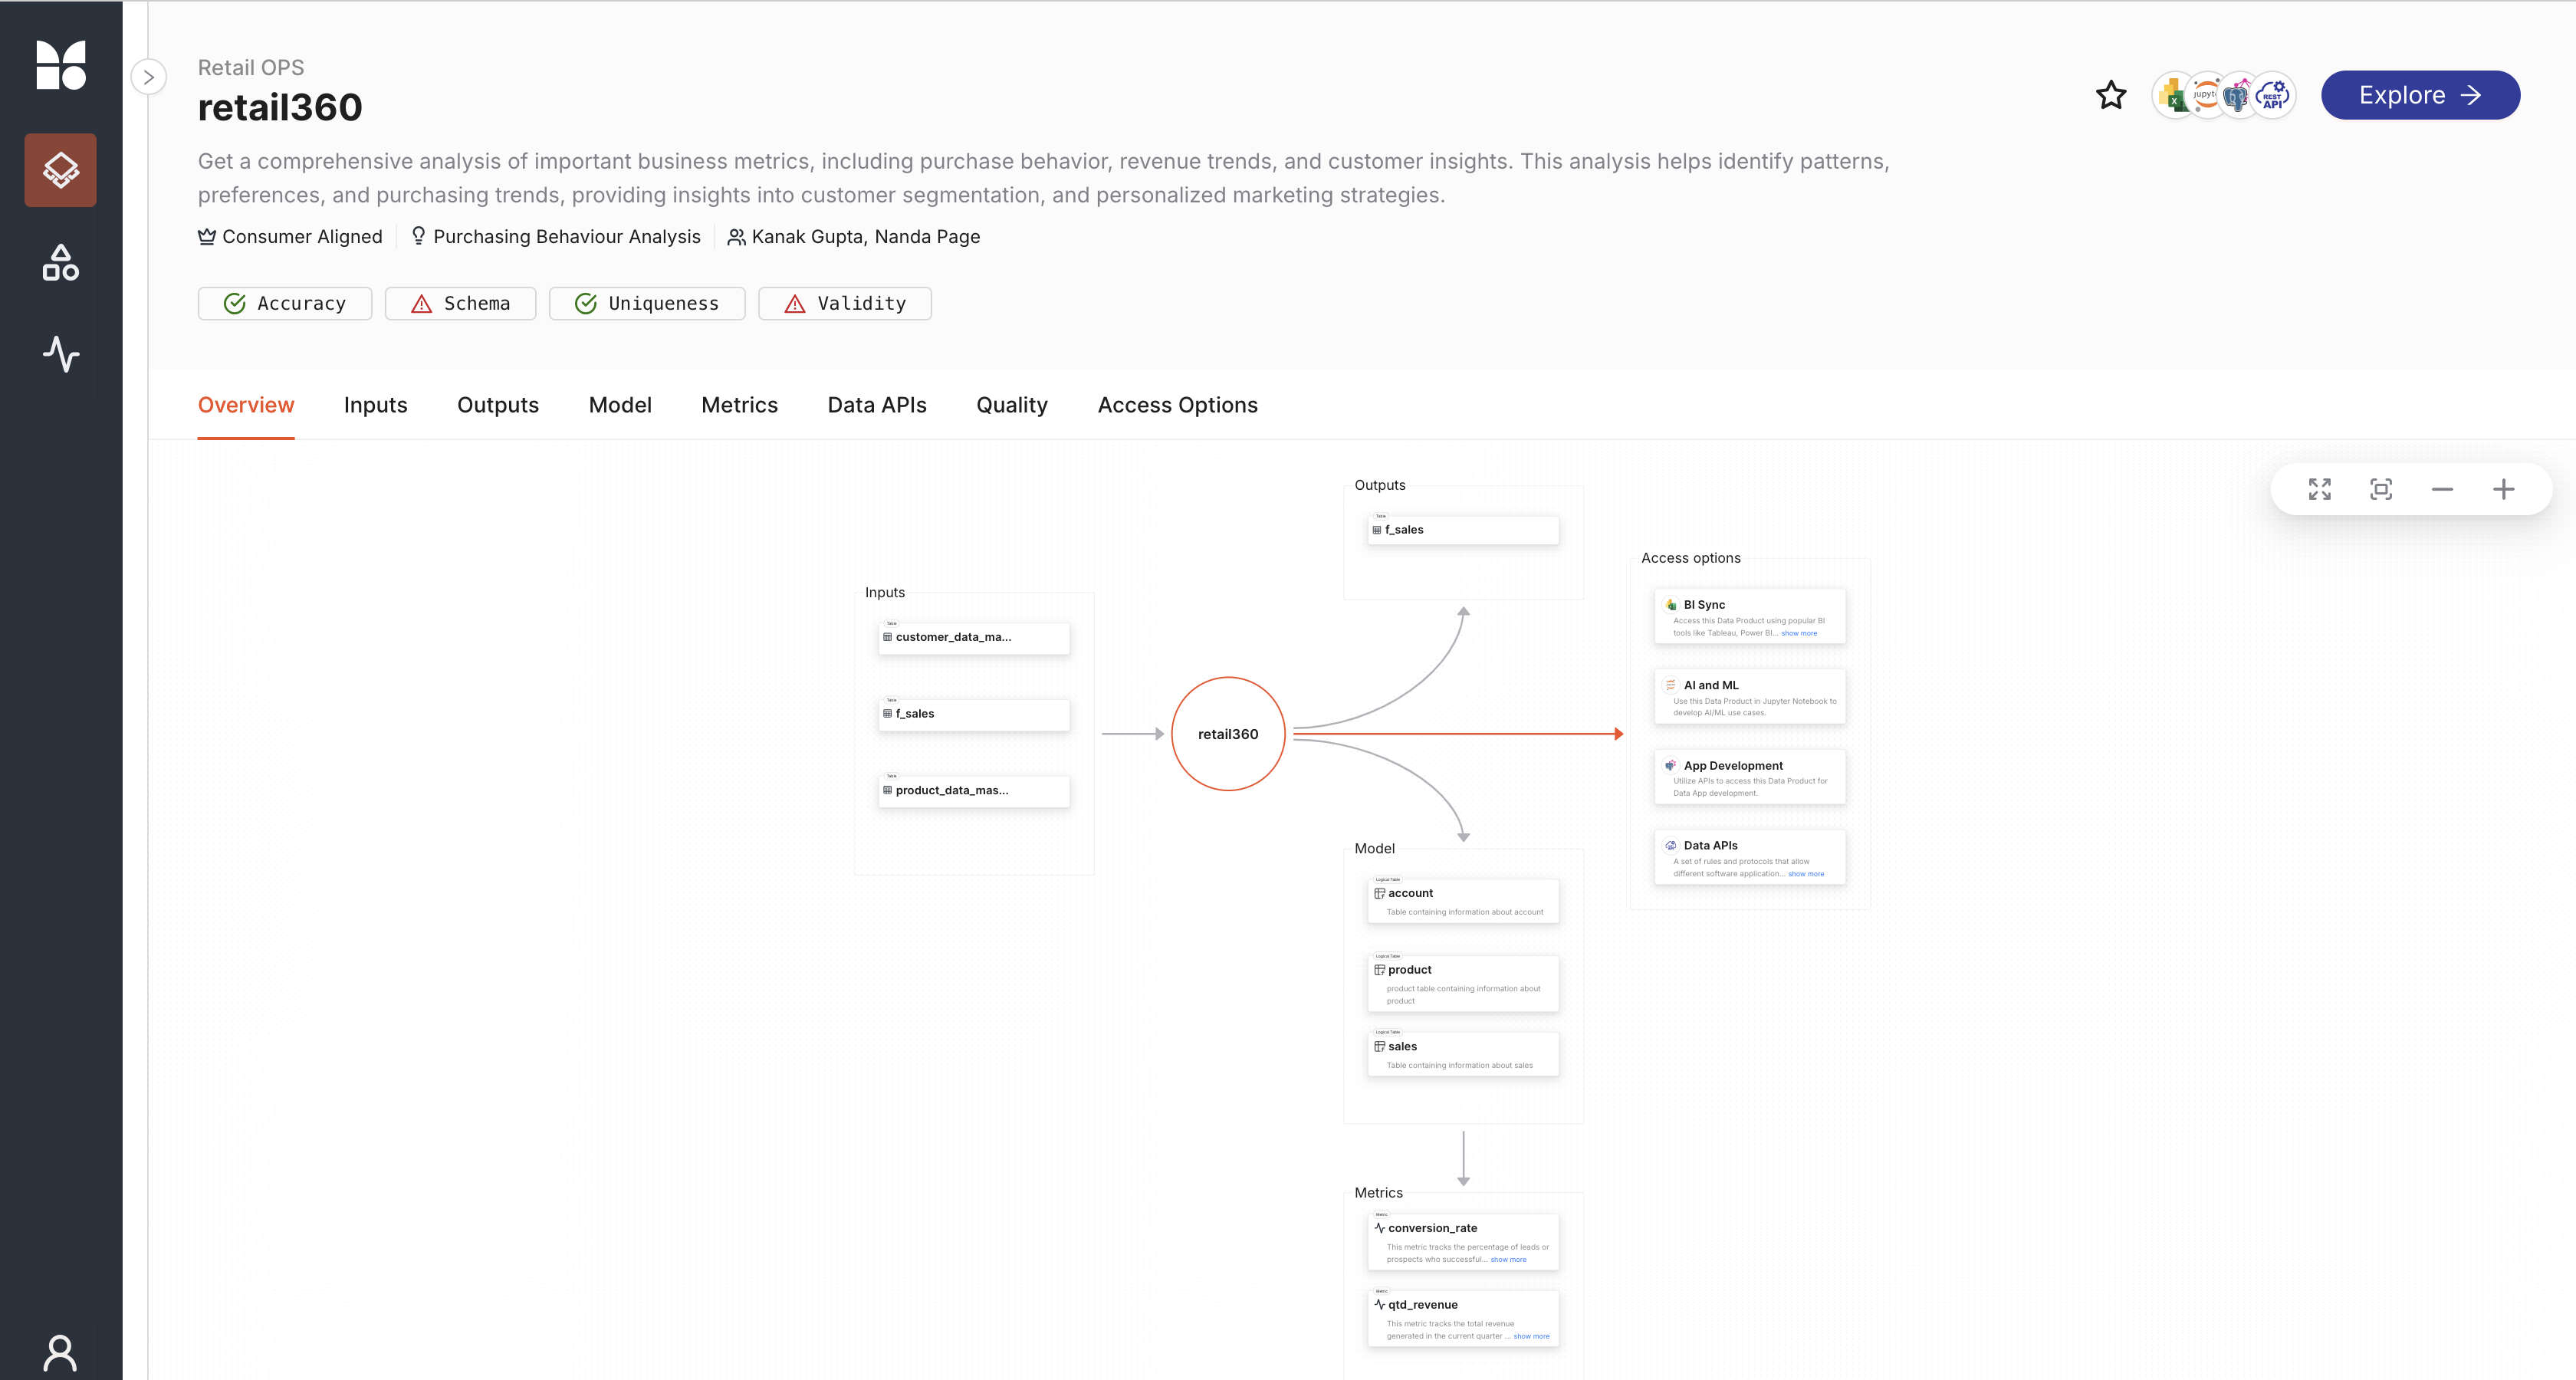 Retail OPS
retail360
Explore
Get a comprehensive analysis of important business metrics, including purchase behavior, revenue trends, and customer insights. This analysis helps identify patterns,
preferences, and purchasing trends, providing insights into customer segmentation, and personalized marketing strategies.
Consumer Aligned
Purchasing Behaviour Analysis
Kanak Gupta, Nanda Page
Accuracy
Schema
Uniqueness
Validity
Overview
Inputs
Outputs
Model
Metrics
Data APIs
Quality
Access Options
Inputs
Table
customer_data_ma...
Table
f_sales
Table
product_data_mas...
retail360
Outputs
Table
f_sales
Access options
BI Sync
Access this Data Product using popular BI
tools like Tableau, Power BI... show more
AI and ML
Use this Data Product in Jupyter Notebook to
develop AI/ML use cases.
App Development
Utilize APIs to access this Data Product for
Data App development.
Data APIs
A set of rules and protocols that allow
different software application... show more
Model
Logical Table
account
Table containing information about account
Logical Table
product
product table containing information about
product
Logical Table
sales
Table containing information about sales
Metrics
Metric
conversion_rate
This metric tracks the percentage of leads or
prospects who successful... show more
Metric
qtd_revenue
This metric tracks the total revenue
generated in the current quarter ... show more
REST
API